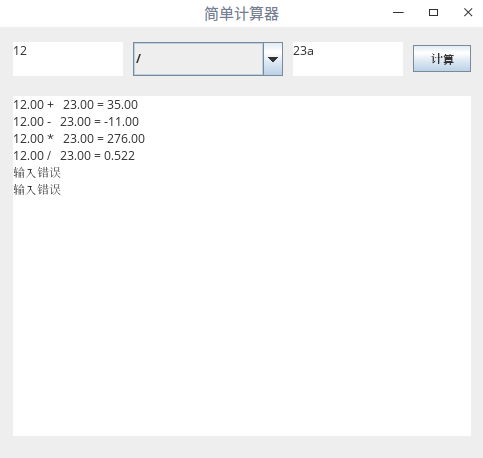 简单计算器
12 / 23a 计算
12.00 + 23.00 = 35.00
12.00 - 23.00 = -11.00
12.00 * 23.00 = 276.00
12.00 / 23.00 = 0.522
输入错误
输入错误